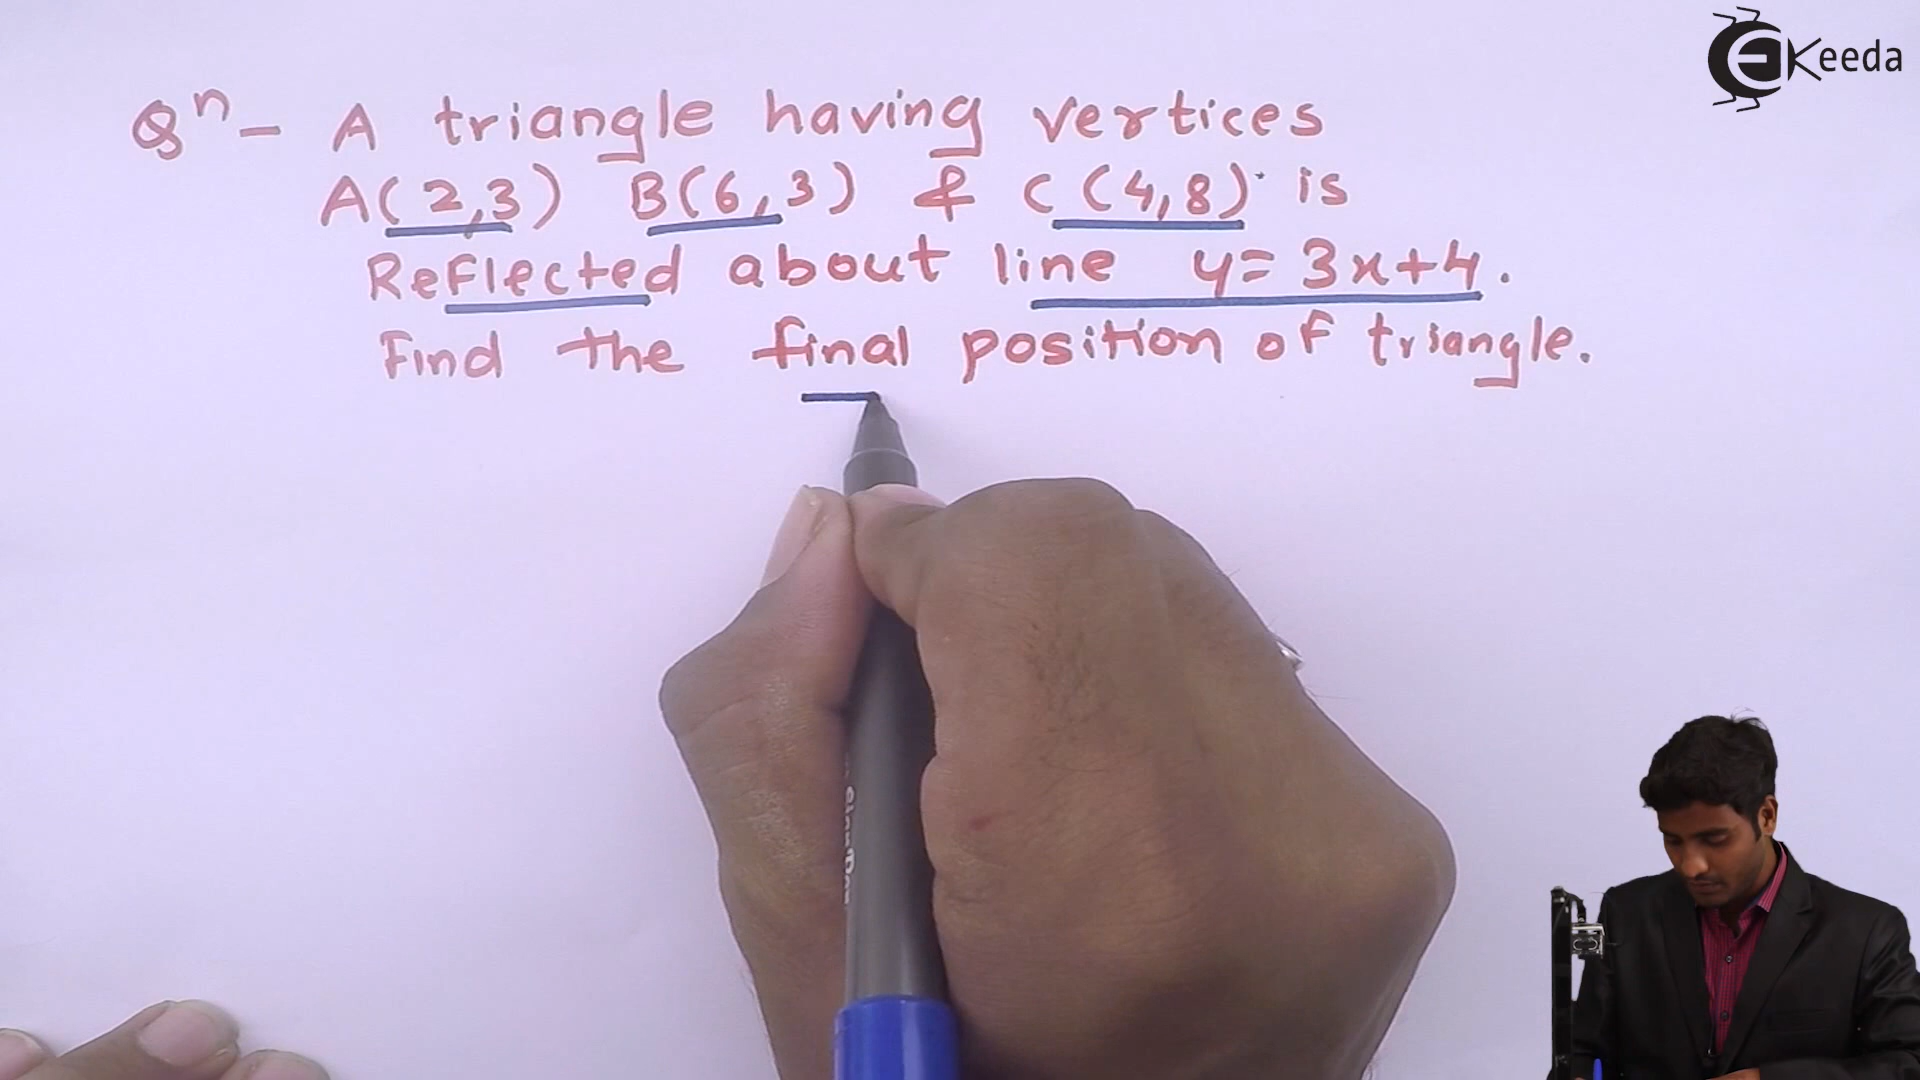 Qn - A triangle having vertices
A(2,3) B(6,3) & C(4,8) is
Reflected about line y=3x+4.
Find the final position of triangle.
EKeeda